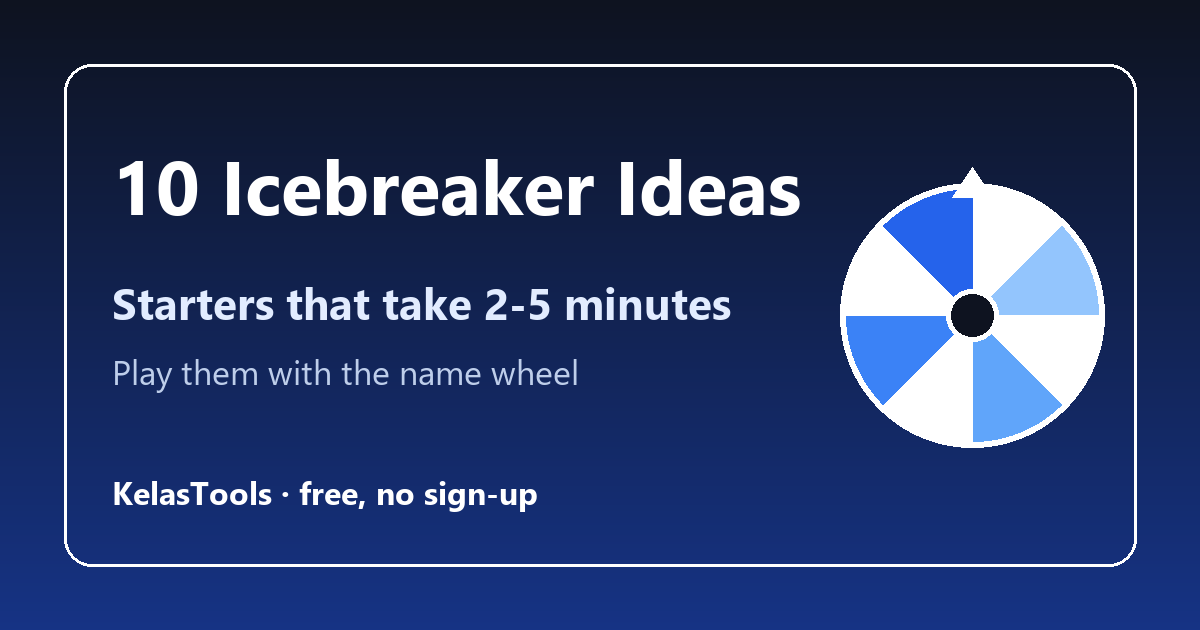 10 Icebreaker Ideas
Starters that take 2-5 minutes
Play them with the name wheel
KelasTools · free, no sign-up